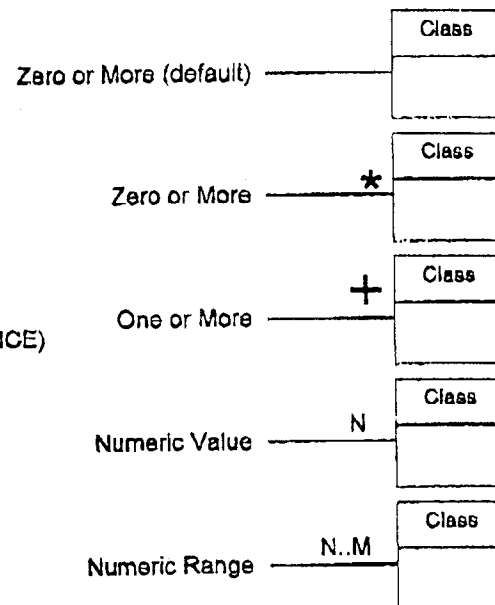 Class
Zero or More (default)
Class
*
Zero or More
Class
+
One or More
ICE)
Class
N
Numeric Value
Class
N..M
Numeric Range